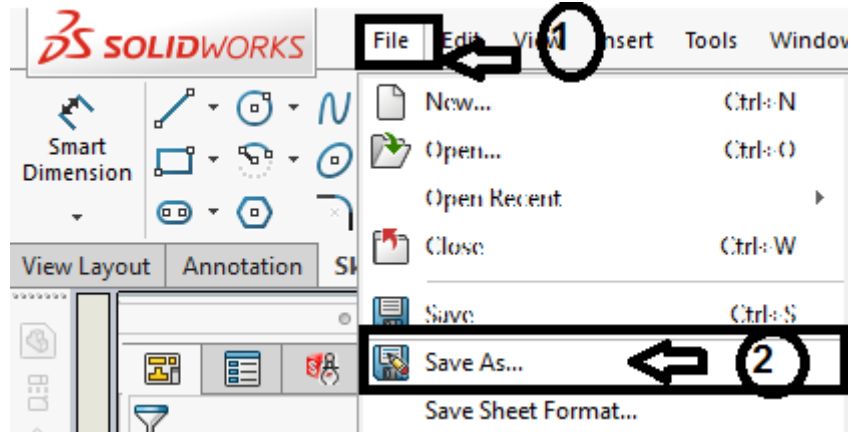 SOLIDWORKS
File Edit View Insert Tools Window
1
New... Ctrl+N
Smart
Dimension
Open... Ctrl+O
Open Recent
Close Ctrl+W
View Layout Annotation Sk
Save Ctrl+S
Save As... 2
Save Sheet Format...